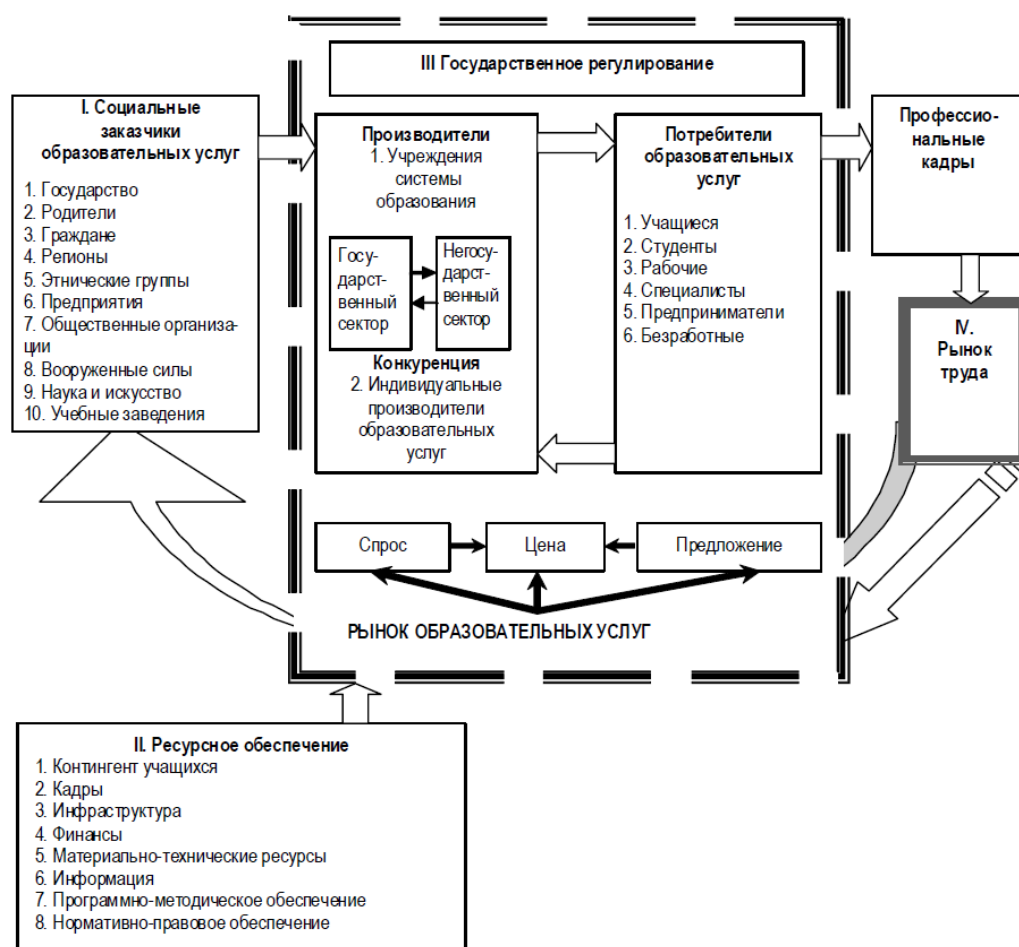 III Государственное регулирование
I. Социальные
заказчики
образовательных услуг
1. Государство
2. Родители
3. Граждане
4. Регионы
5. Этнические группы
6. Предприятия
7. Общественные организа-
ции
8. Вооруженные силы
9. Наука и искусство
10. Учебные заведения
Производители
1. Учреждения
системы
образования
Госу-
дарст-
венный
сектор
Негосу-
дарст-
венный
сектор
Конкуренция
2. Индивидуальные
производители
образовательных
услуг
Потребители
образовательных
услуг
1. Учащиеся
2. Студенты
3. Рабочие
4. Специалисты
5. Предприниматели
6. Безработные
Профессио-
нальные
кадры
IV.
Рынок
труда
Спрос
Цена
Предложение
РЫНОК ОБРАЗОВАТЕЛЬНЫХ УСЛУГ
II. Ресурсное обеспечение
1. Контингент учащихся
2. Кадры
3. Инфраструктура
4. Финансы
5. Материально-технические ресурсы
6. Информация
7. Программно-методическое обеспечение
8. Нормативно-правовое обеспечение